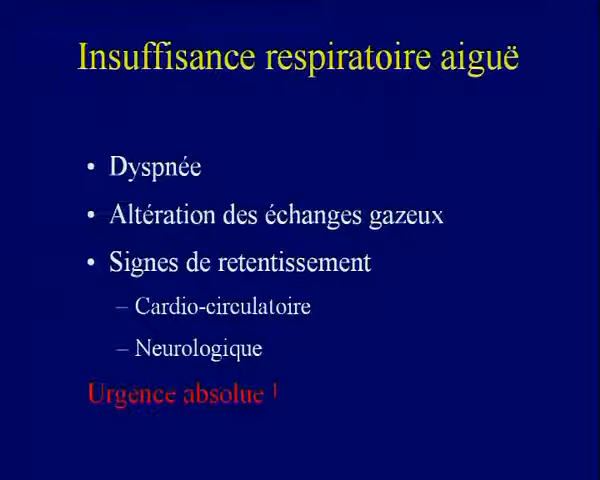 Insuffisance respiratoire aiguë
• Dyspnée
• Altération des échanges gazeux
• Signes de retentissement
– Cardio-circulatoire
– Neurologique
Urgence absolue !